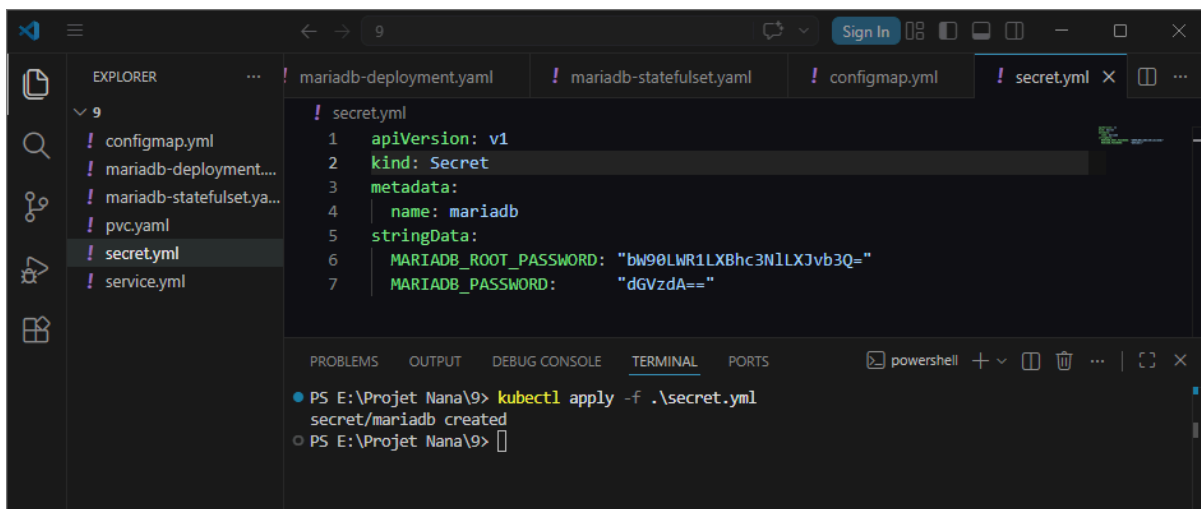 9
Sign In
EXPLORER ...
mariadb-deployment.yaml
! mariadb-statefulset.yaml
! configmap.yml
! secret.yml
9
! configmap.yml
! mariadb-deployment....
! mariadb-statefulset.ya...
! pvc.yaml
! secret.yml
! service.yml
! secret.yml
1 apiVersion: v1
2 kind: Secret
3 metadata:
4 name: mariadb
5 stringData:
6 MARIADB_ROOT_PASSWORD: "bW90LWR1LXBhc3NlLXJvb3Q="
7 MARIADB_PASSWORD: "dGVzdA=="
PROBLEMS OUTPUT DEBUG CONSOLE TERMINAL PORTS
powershell
PS E:\Projet Nana\9> kubectl apply -f .\secret.yml
secret/mariadb created
PS E:\Projet Nana\9>